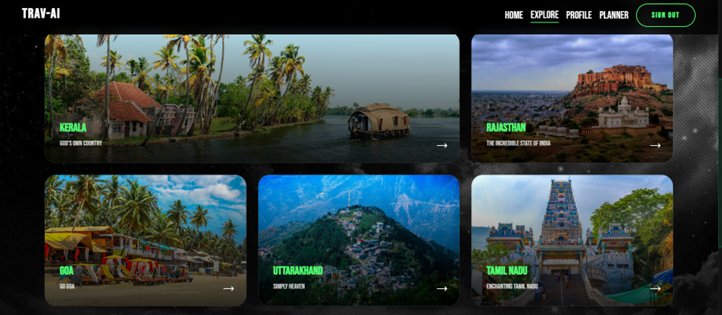 TRAV-AI
HOME EXPLORE PROFILE PLANNER SIGN OUT
KERALA
GOD'S OWN COUNTRY
RAJASTHAN
THE INCREDIBLE STATE OF INDIA
GOA
GO GOA
UTTARAKHAND
SIMPLY HEAVEN
TAMIL NADU
ENCHANTING TAMIL NADU